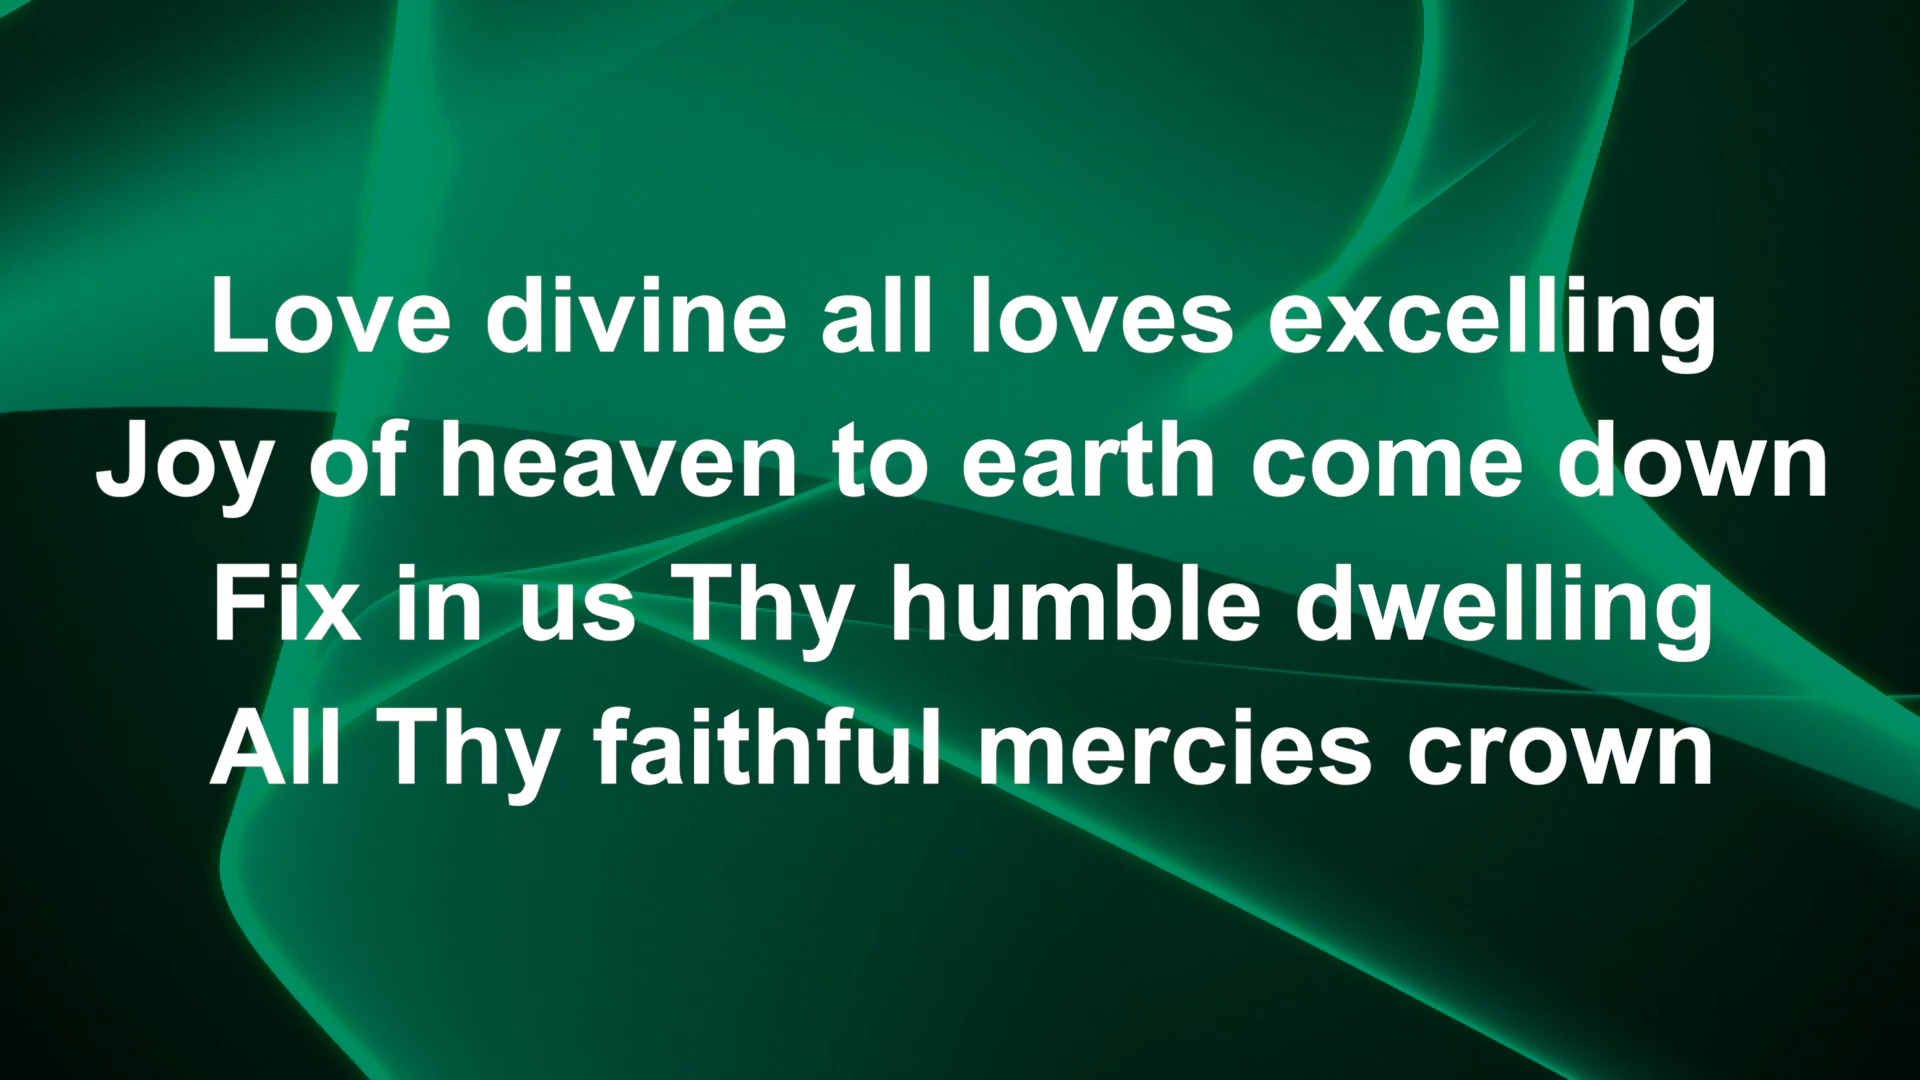 Love divine all loves excelling
Joy of heaven to earth come down
Fix in us Thy humble dwelling
All Thy faithful mercies crown